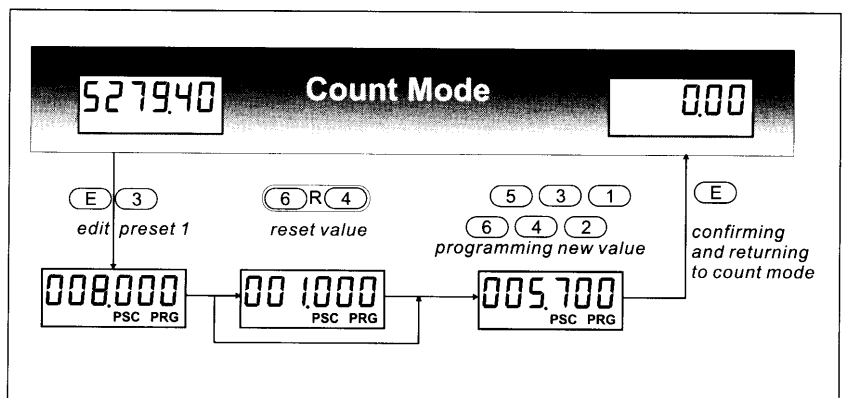 5279.40 Count Mode 0.00
E 3 6 R 4 5 3 1 E
6 4 2
edit preset 1 reset value programming new value confirming
and returning
to count mode
008.000 001.000 005.700
PSC PRG PSC PRG PSC PRG